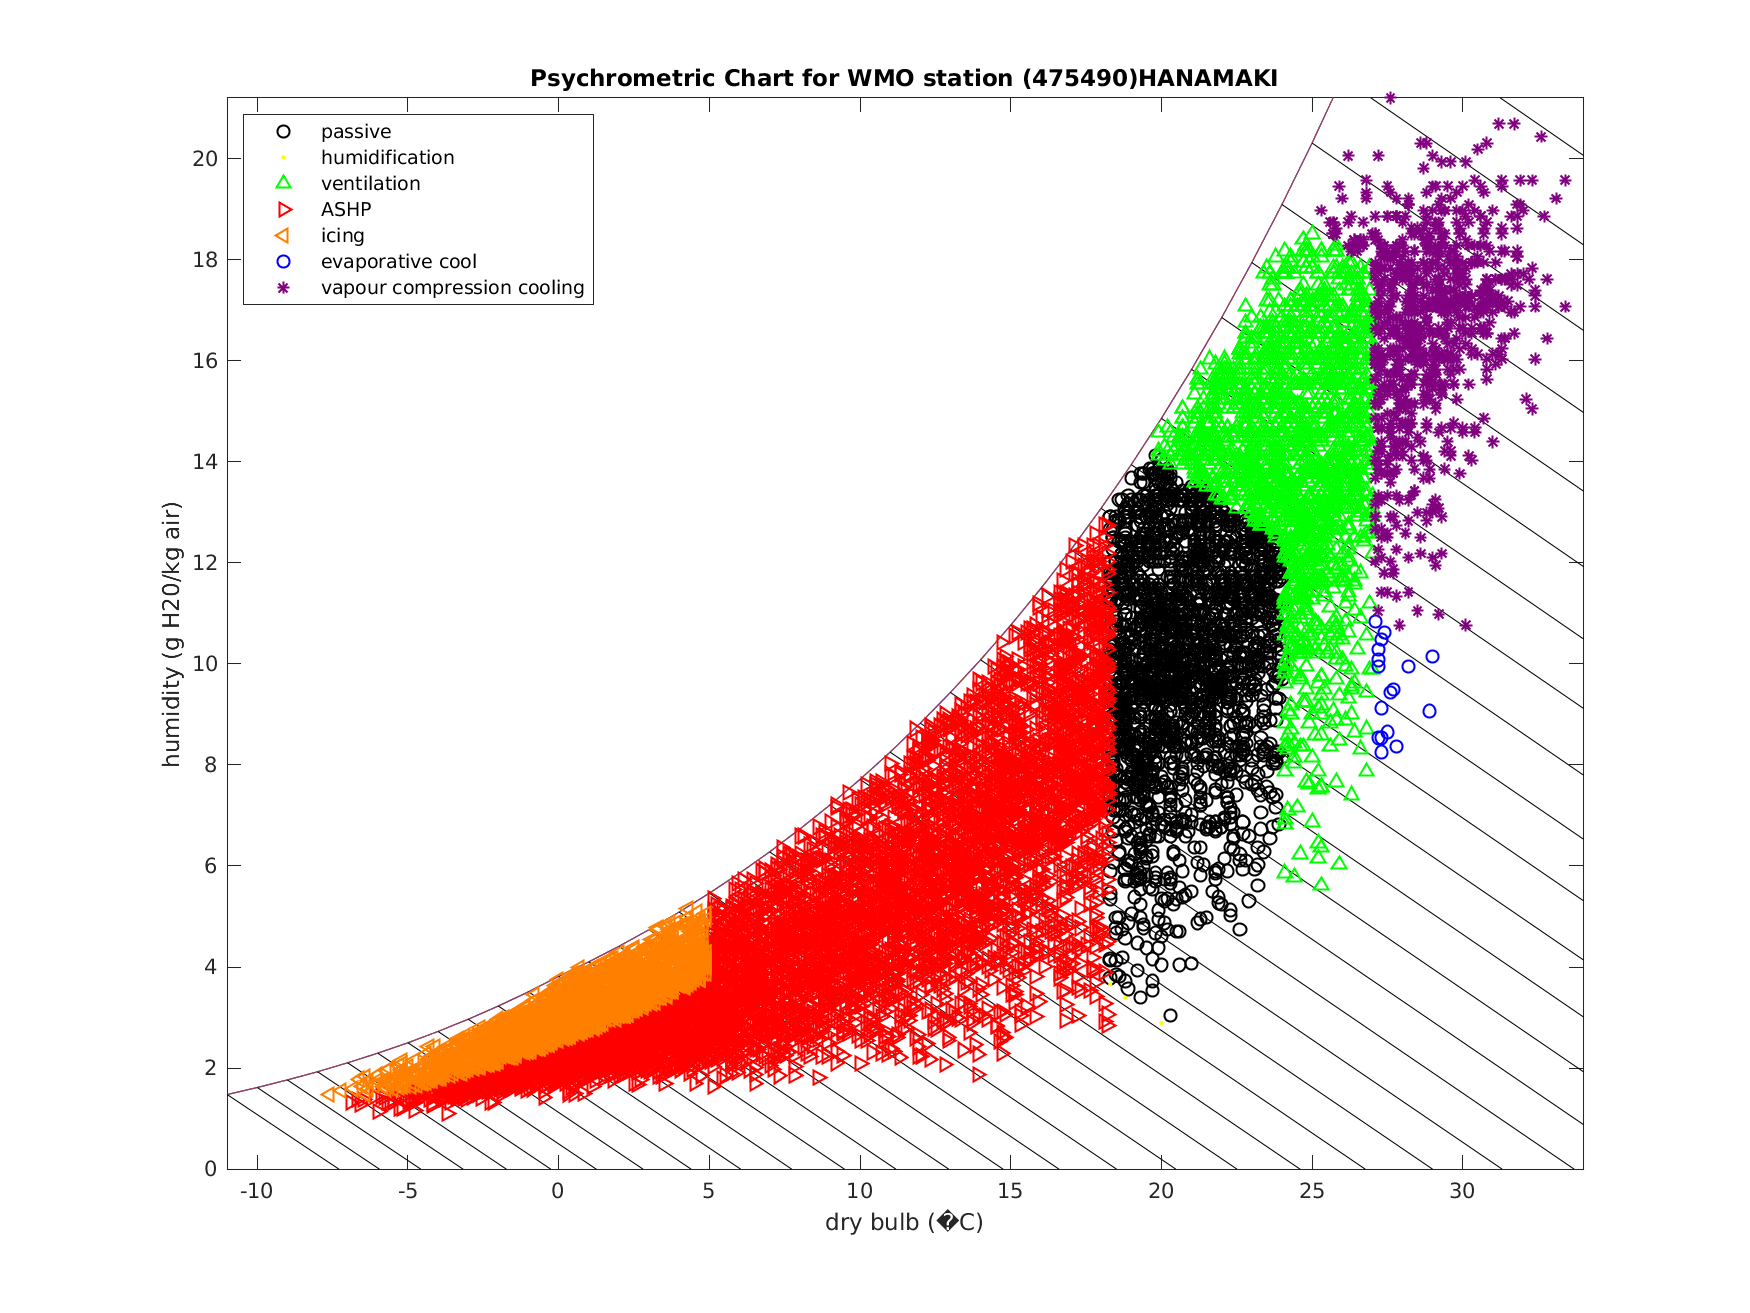 Psychrometric Chart for WMO station (475490)HANAMAKI
passive
humidification
ventilation
ASHP
icing
evaporative cool
vapour compression cooling
humidity (g H20/kg air)
20
18
16
14
12
10
8
6
4
2
0
-10 -5 0 5 10 15 20 25 30
dry bulb (�C)